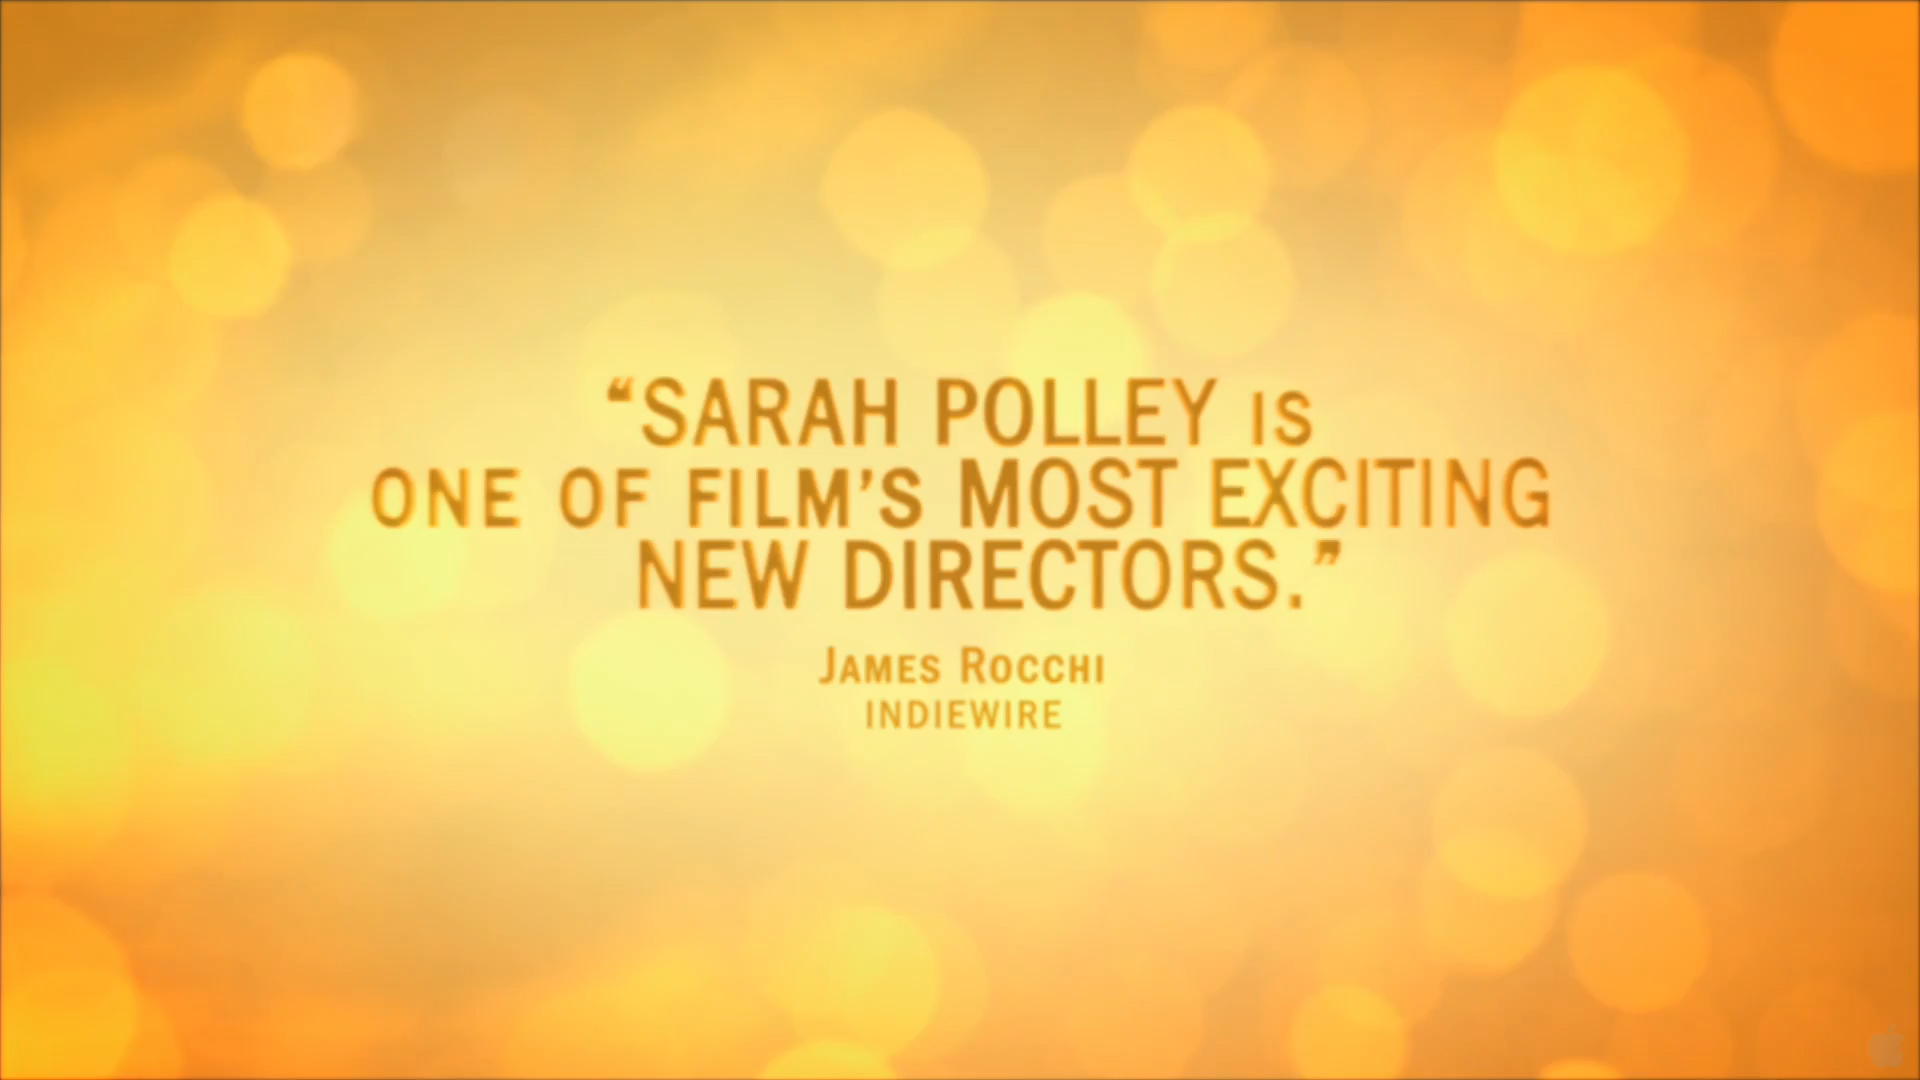 “SARAH POLLEY IS
ONE OF FILM’S MOST EXCITING
NEW DIRECTORS.”
JAMES ROCCHI
INDIEWIRE